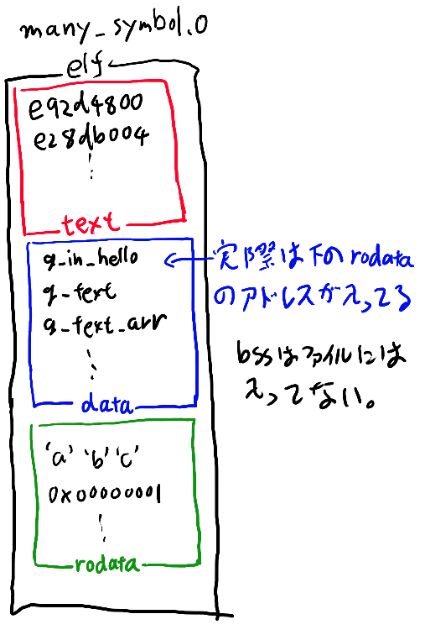 many_symbol.o
elf
e92d4800
e28db004
⋮
text
g_in_hello
g_text
g_text_arr
⋮
data
← 実際は下のrodata
のアドレスが入ってる
bssはファイルには
入ってない。
'a' 'b' 'c'
0x00000001
⋮
rodata